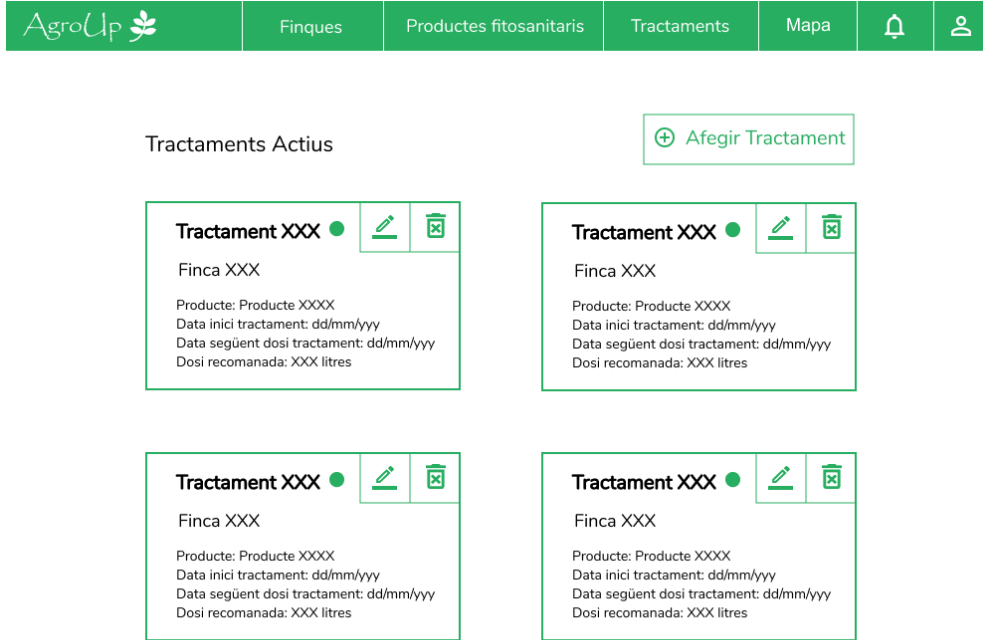 AgroUp Finques Productes fitosanitaris Tractaments Mapa
Tractaments Actius
Afegir Tractament
Tractament XXX
Finca XXX
Producte: Producte XXXX
Data inici tractament: dd/mm/yyy
Data següent dosi tractament: dd/mm/yyy
Dosi recomanada: XXX litres
Tractament XXX
Finca XXX
Producte: Producte XXXX
Data inici tractament: dd/mm/yyy
Data següent dosi tractament: dd/mm/yyy
Dosi recomanada: XXX litres
Tractament XXX
Finca XXX
Producte: Producte XXXX
Data inici tractament: dd/mm/yyy
Data següent dosi tractament: dd/mm/yyy
Dosi recomanada: XXX litres
Tractament XXX
Finca XXX
Producte: Producte XXXX
Data inici tractament: dd/mm/yyy
Data següent dosi tractament: dd/mm/yyy
Dosi recomanada: XXX litres